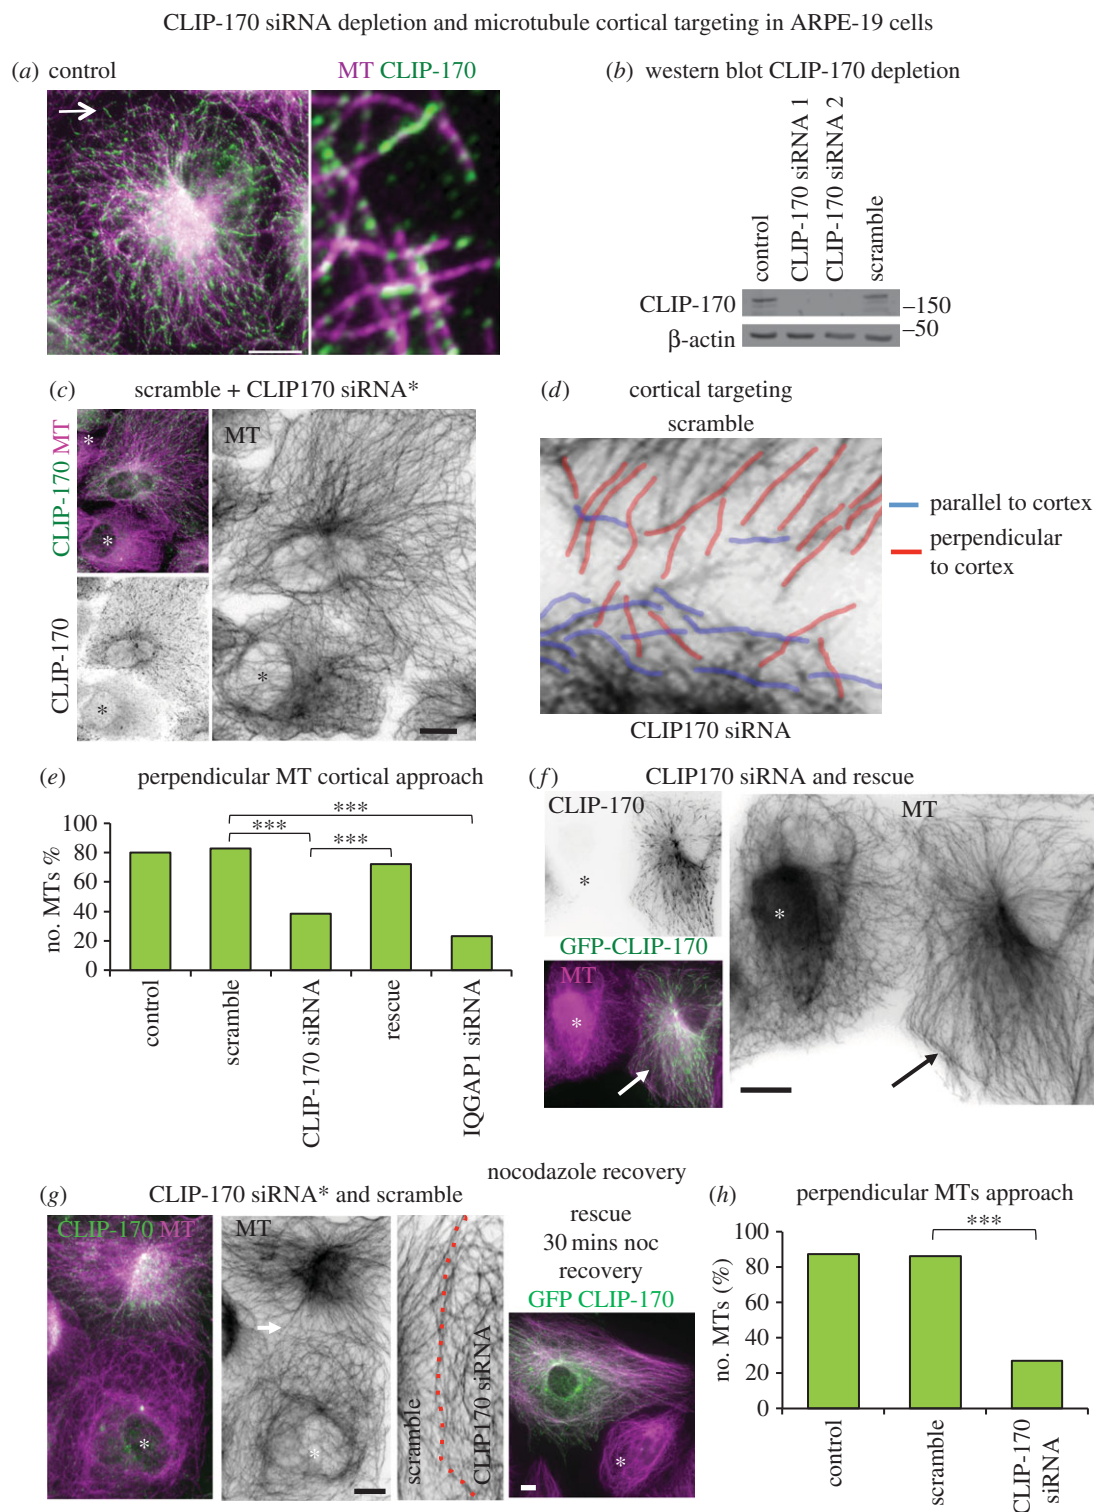 CLIP-170 siRNA depletion and microtubule cortical targeting in ARPE-19 cells
(a) control
MT CLIP-170
(b) western blot CLIP-170 depletion
control
CLIP-170 siRNA 1
CLIP-170 siRNA 2
scramble
CLIP-170
–150
β-actin
–50
(c) scramble + CLIP170 siRNA*
CLIP-170 MT
*
*
MT
*
CLIP-170
*
(d) cortical targeting
scramble
parallel to cortex
perpendicular
to cortex
CLIP170 siRNA
(e) perpendicular MT cortical approach
no. MTs %
100
80
60
40
20
0
***
***
***
control
scramble
CLIP-170 siRNA
rescue
IQGAP1 siRNA
(f) CLIP170 siRNA and rescue
CLIP-170
*
GFP-CLIP-170
MT
*
MT
*
nocodazole recovery
(g) CLIP-170 siRNA* and scramble
CLIP-170 MT
*
MT
*
scramble
CLIP170 siRNA
rescue
30 mins noc
recovery
GFP CLIP-170
*
(h) perpendicular MTs approach
no. MTs (%)
100
80
60
40
20
0
***
control
scramble
CLIP-170
siRNA